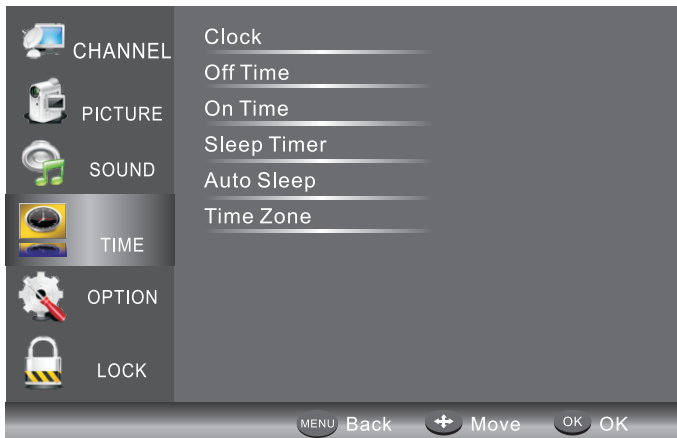 CHANNEL
PICTURE
SOUND
TIME
OPTION
LOCK
Clock
Off Time
On Time
Sleep Timer
Auto Sleep
Time Zone
MENU Back Move OK OK